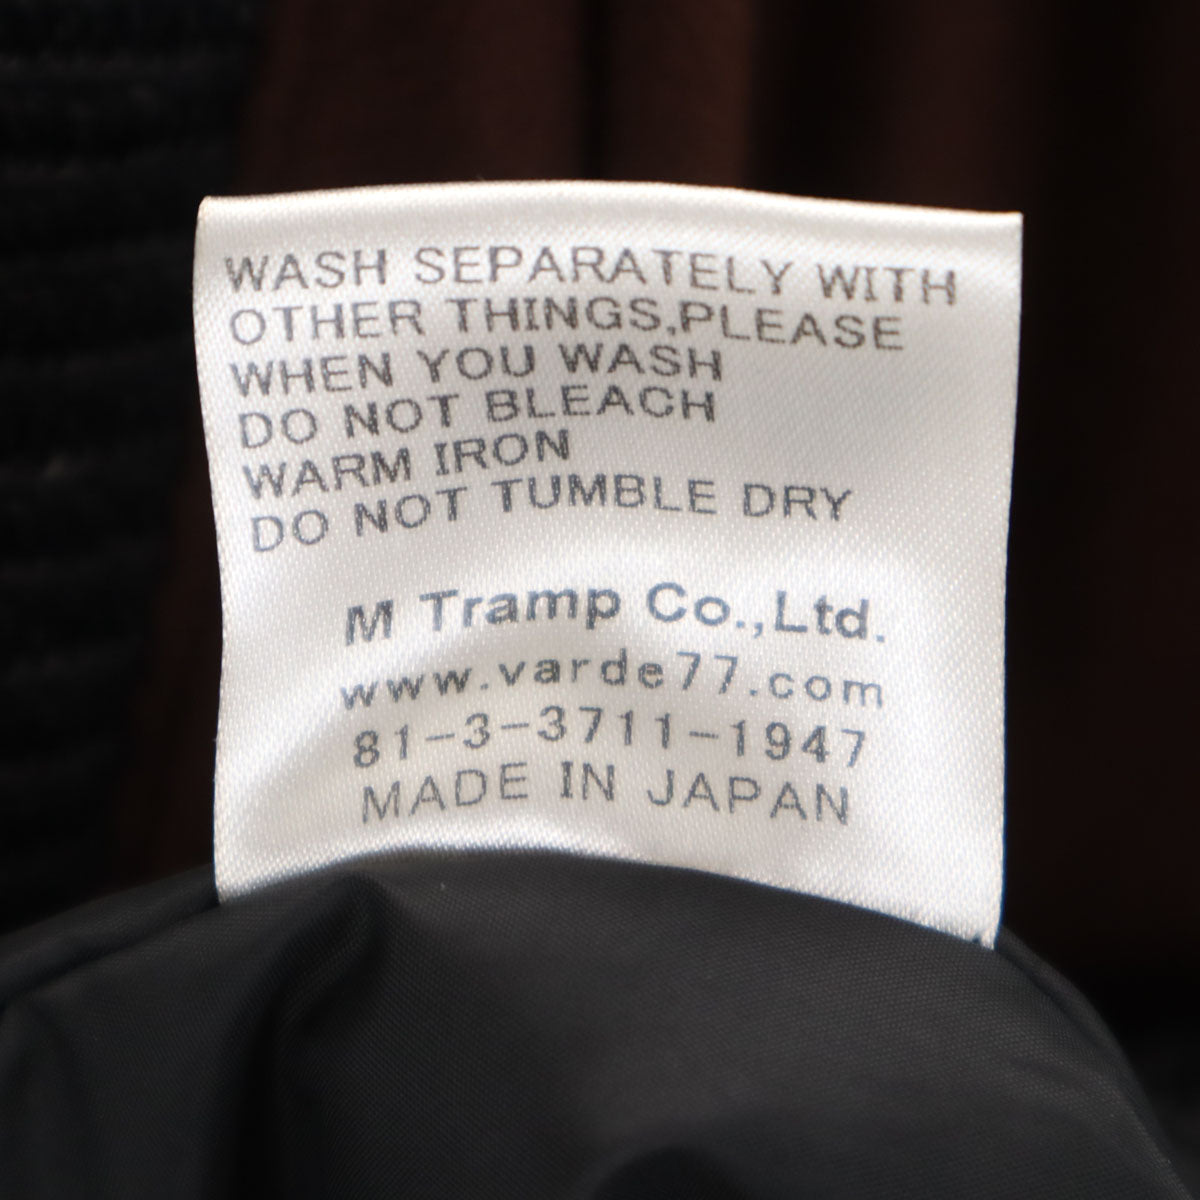 WASH SEPARATELY WITH
OTHER THINGS,PLEASE
WHEN YOU WASH
DO NOT BLEACH
WARM IRON
DO NOT TUMBLE DRY
M Tramp Co.,Ltd.
www.varde77.com
81-3-3711-1947
MADE IN JAPAN